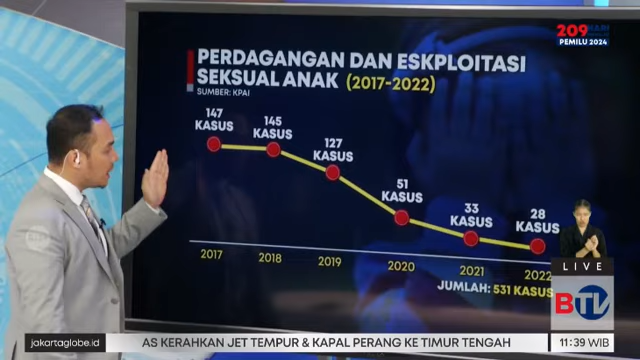 209 HARI
PEMILU 2024
PERDAGANGAN DAN ESKPLOITASI
SEKSUAL ANAK (2017-2022)
SUMBER: KPAI
147
KASUS
145
KASUS
127
KASUS
51
KASUS
33
KASUS
28
KASUS
2017
2018
2019
2020
2021
2022
JUMLAH: 531 KASUS
LIVE
BTV
jakartaglobe.id
AS KERAHKAN JET TEMPUR & KAPAL PERANG KE TIMUR TENGAH
11:39 WIB